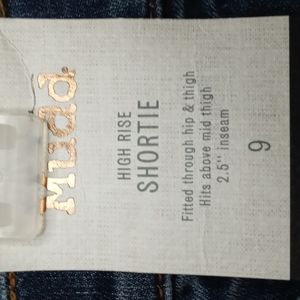 Mudd®
HIGH RISE
SHORTIE
Fitted through hip & thigh
Hits above mid thigh
2.5" inseam
9